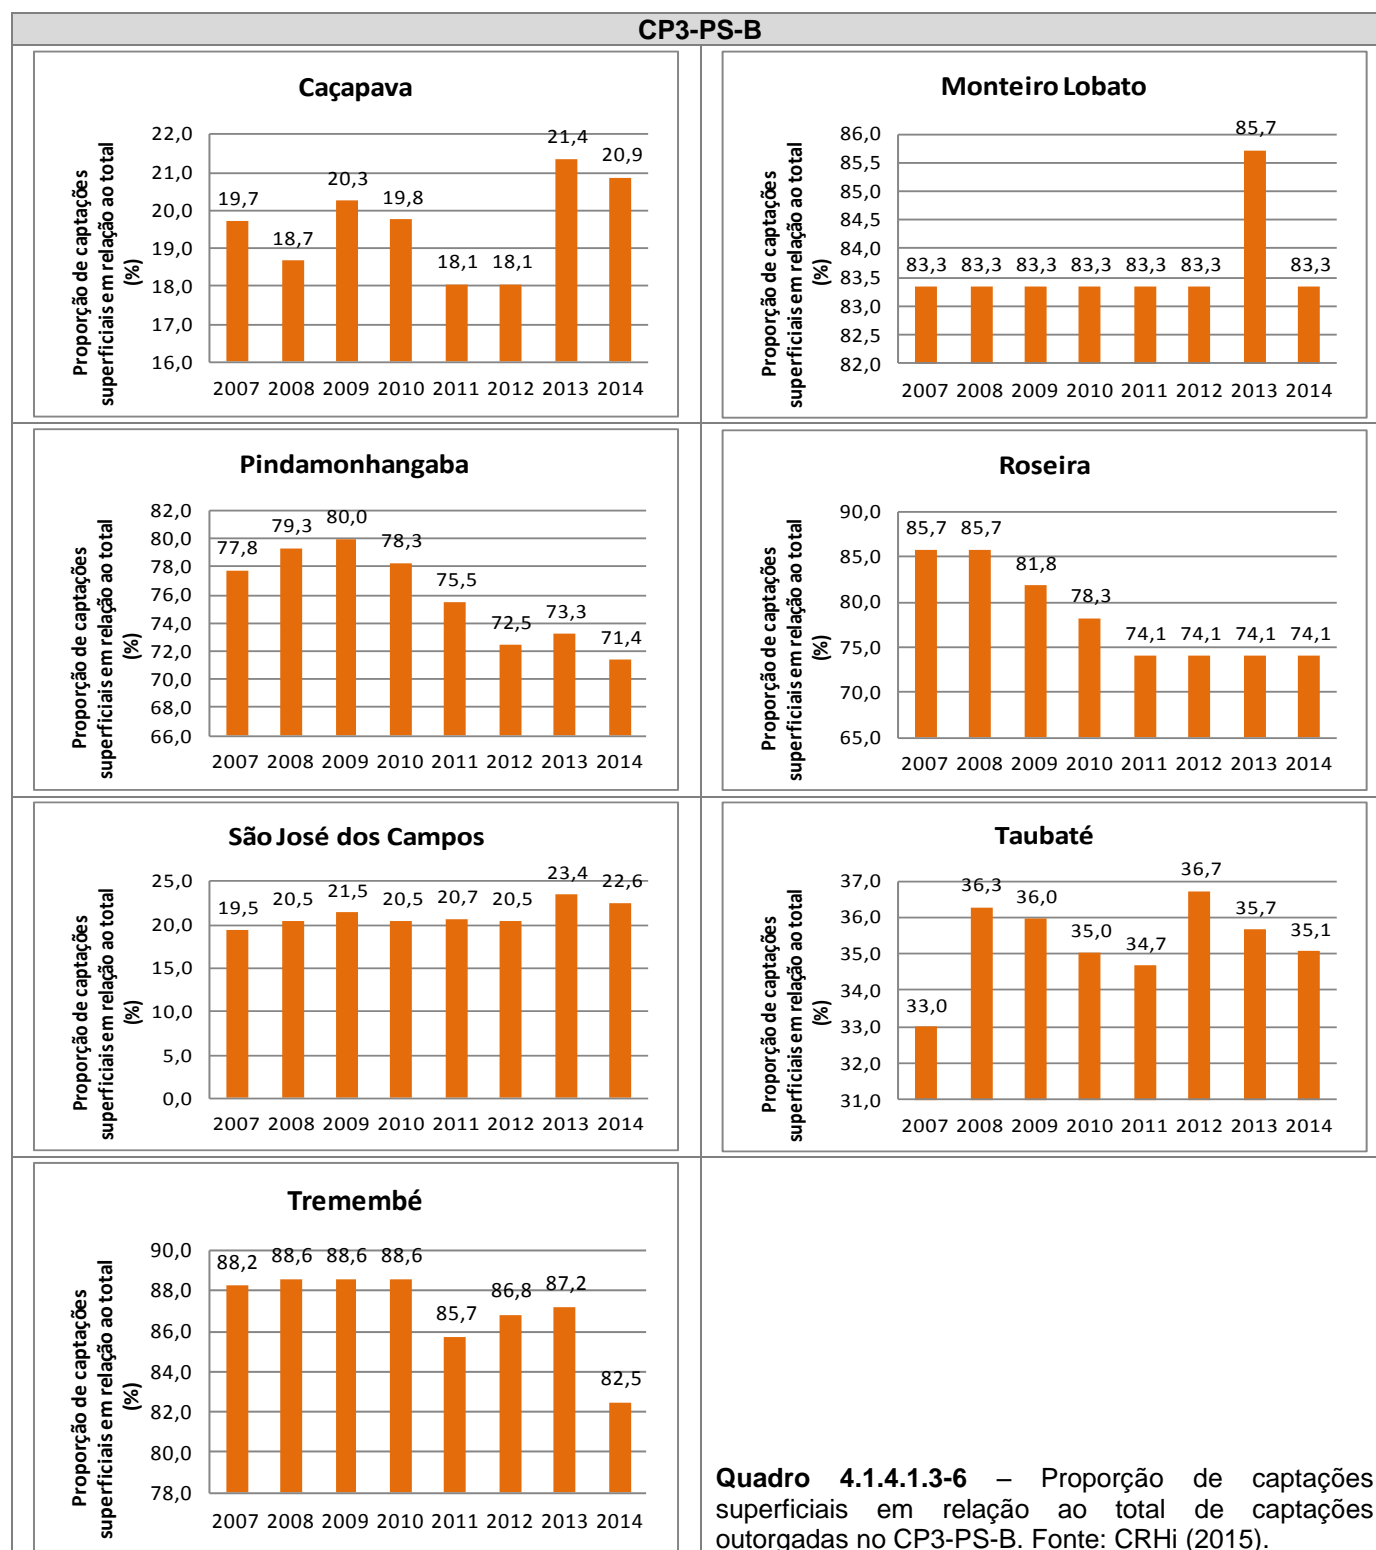 CP3-PS-B
Caçapava
Proporção de captações
superficiais em relação ao total
(%)
22,0
21,0
20,0
19,0
18,0
17,0
16,0
19,7
18,7
20,3
19,8
18,1
18,1
21,4
20,9
2007 2008 2009 2010 2011 2012 2013 2014
Monteiro Lobato
Proporção de captações
superficiais em relação ao total
(%)
86,0
85,5
85,0
84,5
84,0
83,5
83,0
82,5
82,0
83,3 83,3 83,3 83,3 83,3 83,3 85,7 83,3
2007 2008 2009 2010 2011 2012 2013 2014
Pindamonhangaba
Proporção de captações
superficiais em relação ao total
(%)
82,0
80,0
78,0
76,0
74,0
72,0
70,0
68,0
66,0
77,8
79,3
80,0
78,3
75,5
72,5
73,3
71,4
2007 2008 2009 2010 2011 2012 2013 2014
Roseira
Proporção de captações
superficiais em relação ao total
(%)
90,0
85,0
80,0
75,0
70,0
65,0
85,7 85,7
81,8
78,3
74,1 74,1 74,1 74,1
2007 2008 2009 2010 2011 2012 2013 2014
São José dos Campos
Proporção de captações
superficiais em relação ao total
(%)
25,0
20,0
15,0
10,0
5,0
0,0
19,5
20,5
21,5
20,5
20,7
20,5
23,4
22,6
2007 2008 2009 2010 2011 2012 2013 2014
Taubaté
Proporção de captações
superficiais em relação ao total
(%)
37,0
36,0
35,0
34,0
33,0
32,0
31,0
33,0
36,3
36,0
35,0
34,7
36,7
35,7
35,1
2007 2008 2009 2010 2011 2012 2013 2014
Tremembé
Proporção de captações
superficiais em relação ao total
(%)
90,0
88,0
86,0
84,0
82,0
80,0
78,0
88,2
88,6 88,6 88,6
85,7
86,8
87,2
82,5
2007 2008 2009 2010 2011 2012 2013 2014
Quadro 4.1.4.1.3-6 – Proporção de captações
superficiais em relação ao total de captações
outorgadas no CP3-PS-B. Fonte: CRHi (2015).